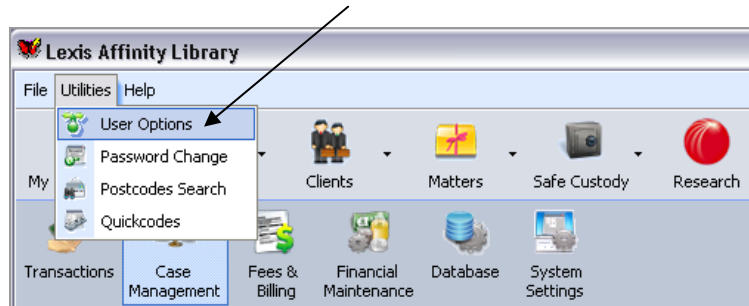 Lexis Affinity Library
File Utilities Help
User Options
Password Change
Postcodes Search
Quickcodes
My Clients Matters Safe Custody Research
Transactions Case Management Fees & Billing Financial Maintenance Database System Settings